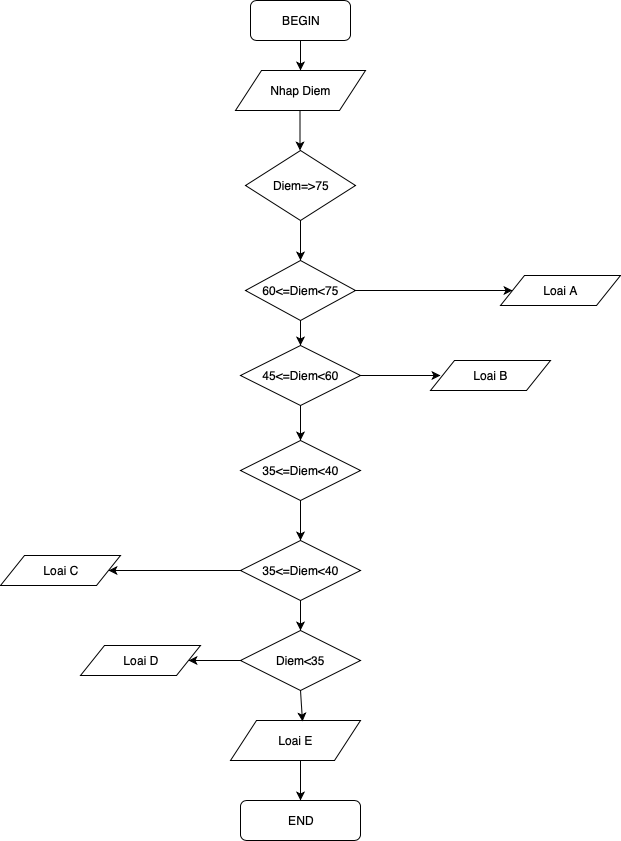 BEGIN
Nhap Diem
Diem=>75
60<=Diem<75
Loai A
45<=Diem<60
Loai B
35<=Diem<40
35<=Diem<40
Loai C
Diem<35
Loai D
Loai E
END